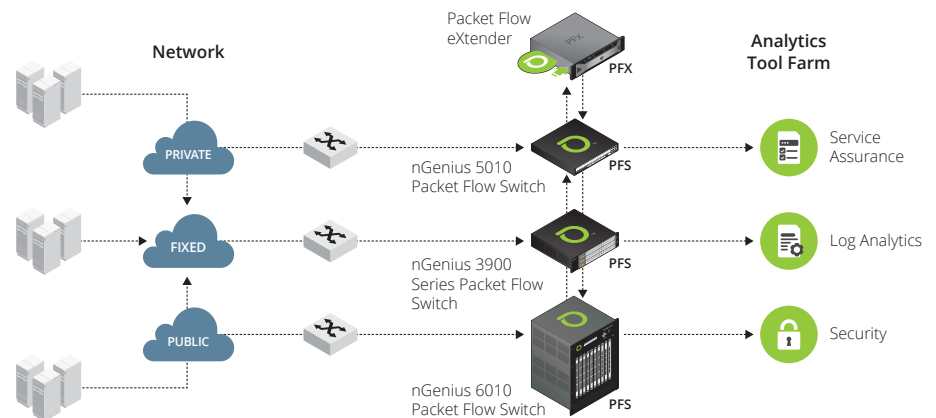 Packet Flow
eXtender
PFX
PFX
Network
Analytics
Tool Farm
PRIVATE
nGenius 5010
Packet Flow Switch
PFS
Service
Assurance
FIXED
nGenius 3900
Series Packet Flow
Switch
PFS
Log Analytics
PUBLIC
nGenius 6010
Packet Flow Switch
PFS
Security